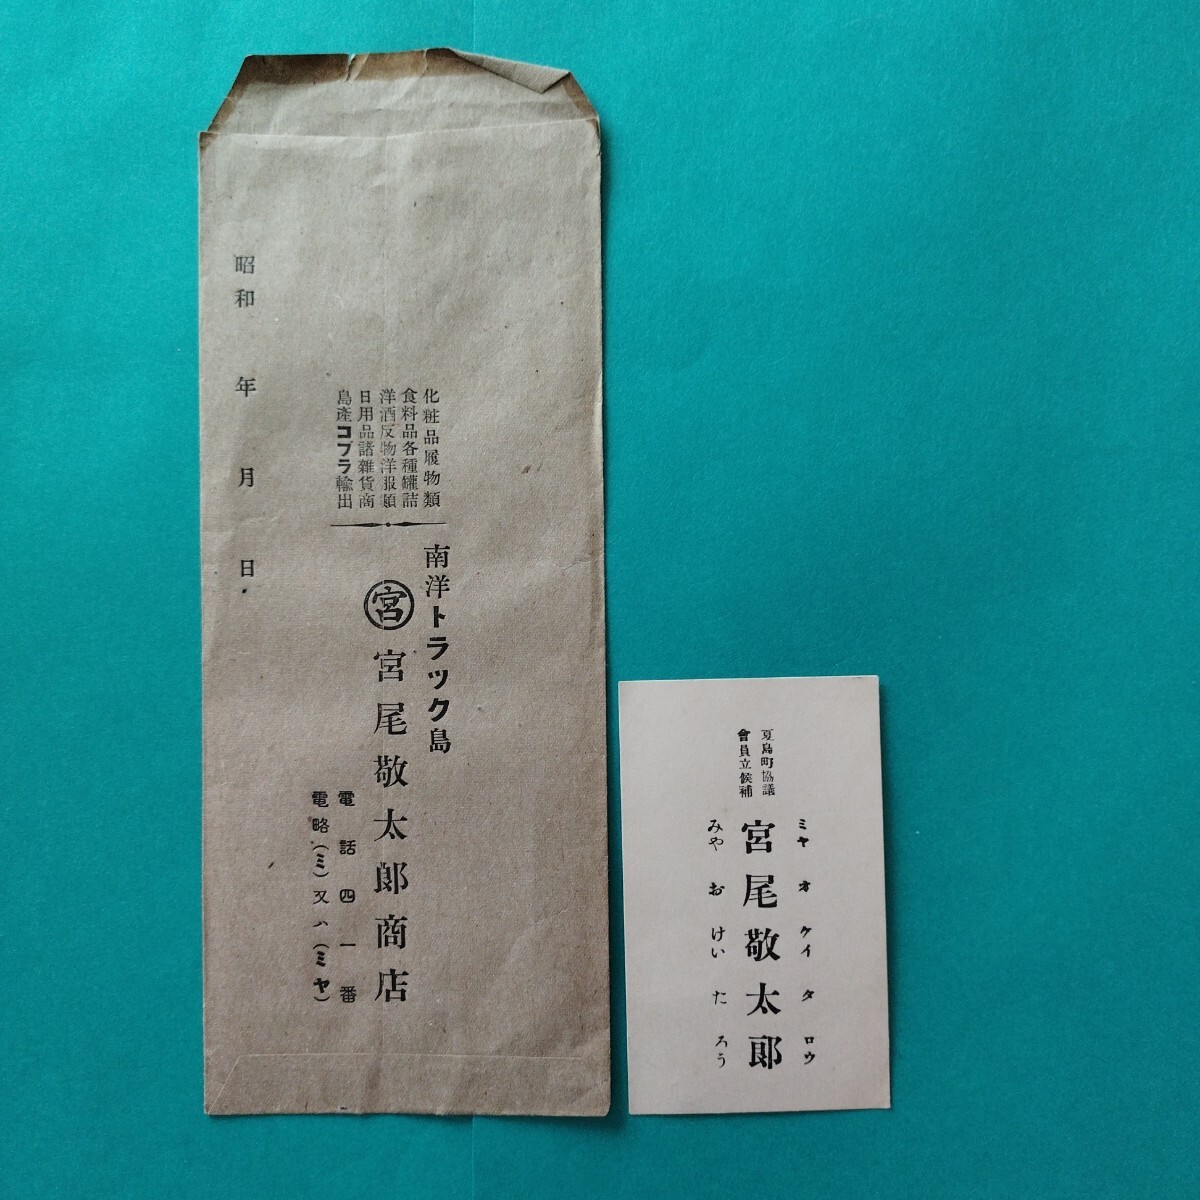 化粧品履物類
食料品各種罐詰
洋酒反物洋服類
日用品諸雜貨商
島產コプラ輸出
南洋トラック島
宮 宮尾敬太郎商店
電話四一番
電略(ミ)又ハ(ミヤ)
昭和 年 月 日
夏島町協議
會員立候補
ミヤ オ ケイ タ ロウ
宮尾敬太郎
みや お けい た ろう